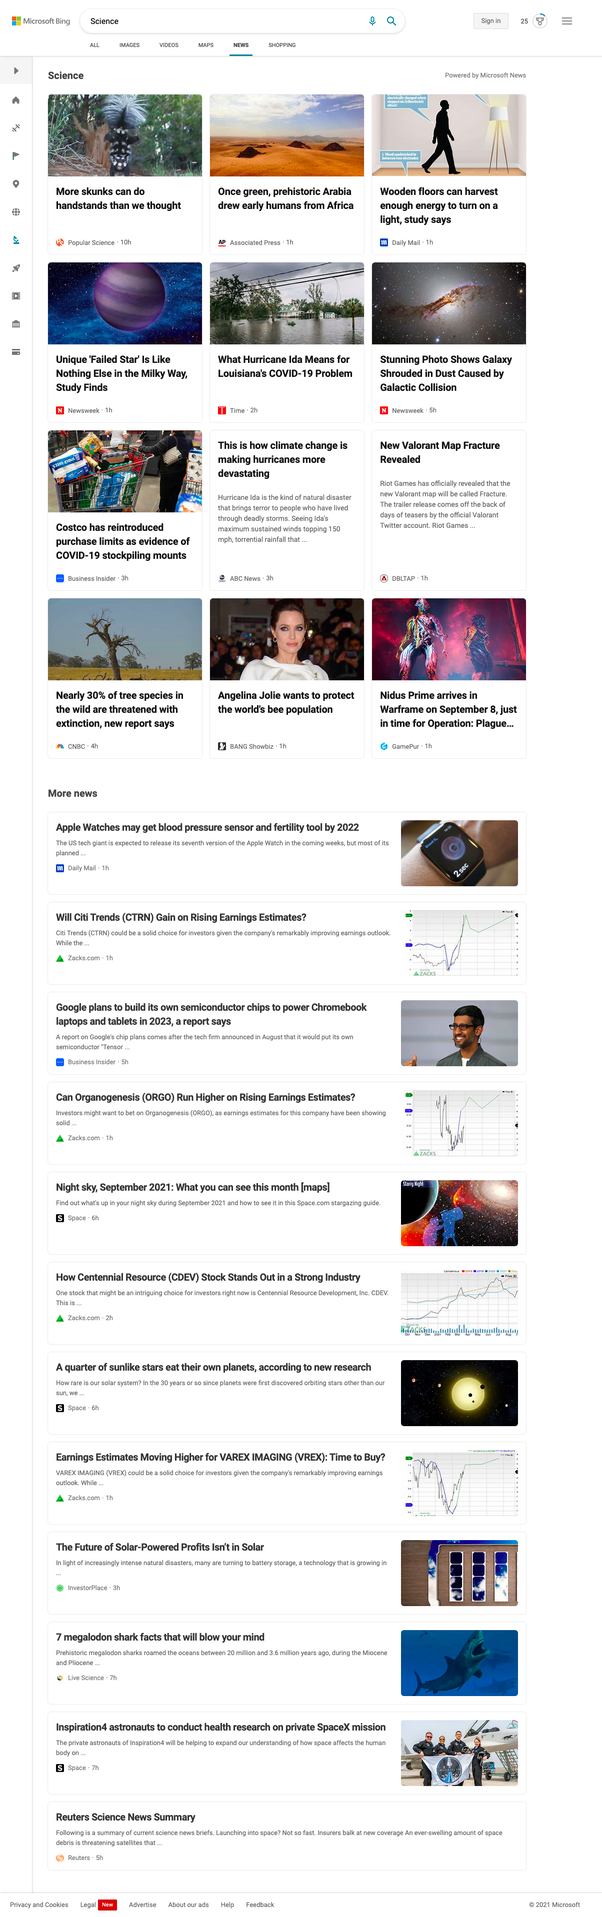 Microsoft Bing
Science
Sign in
25
ALL
IMAGES
VIDEOS
MAPS
NEWS
SHOPPING
Science
Powered by Microsoft News
More skunks can do
handstands than we thought
Popular Science · 10h
Once green, prehistoric Arabia
drew early humans from Africa
AP
Associated Press · 1h
Wooden floors can harvest
enough energy to turn on a
light, study says
Daily Mail · 1h
Unique 'Failed Star' Is Like
Nothing Else in the Milky Way,
Study Finds
Newsweek · 1h
What Hurricane Ida Means for
Louisiana's COVID-19 Problem
Time · 2h
Stunning Photo Shows Galaxy
Shrouded in Dust Caused by
Galactic Collision
Newsweek · 5h
Costco has reintroduced
purchase limits as evidence of
COVID-19 stockpiling mounts
Business Insider · 3h
This is how climate change is
making hurricanes more
devastating
Hurricane Ida is the kind of natural disaster
that brings terror to people who have lived
through deadly storms. Seeing Ida's
maximum sustained winds topping 150
mph, torrential rainfall that ...
ABC News · 3h
New Valorant Map Fracture
Revealed
Riot Games has officially revealed that the
new Valorant map will be called Fracture.
The trailer release comes off the back of
days of teasers by the official Valorant
Twitter account. Riot Games ...
DBLTAP · 1h
Nearly 30% of tree species in
the wild are threatened with
extinction, new report says
CNBC · 4h
Angelina Jolie wants to protect
the world's bee population
BANG Showbiz · 1h
Nidus Prime arrives in
Warframe on September 8, just
in time for Operation: Plague...
GamePur · 1h
More news
Apple Watches may get blood pressure sensor and fertility tool by 2022
The US tech giant is expected to release its seventh version of the Apple Watch in the coming weeks, but most of its
planned ...
Daily Mail · 1h
2 sec
Will Citi Trends (CTRN) Gain on Rising Earnings Estimates?
Citi Trends (CTRN) could be a solid choice for investors given the company's remarkably improving earnings outlook.
While the ...
Zacks.com · 1h
ZACKS
Google plans to build its own semiconductor chips to power Chromebook
laptops and tablets in 2023, a report says
A report on Google's chip plans comes after the tech firm announced in August that it would put its own
semiconductor "Tensor ...
Business Insider · 5h
Can Organogenesis (ORGO) Run Higher on Rising Earnings Estimates?
Investors might want to bet on Organogenesis (ORGO), as earnings estimates for this company have been showing
solid ...
Zacks.com · 1h
ZACKS
Night sky, September 2021: What you can see this month [maps]
Find out what's up in your night sky during September 2021 and how to see it in this Space.com stargazing guide.
Space · 6h
Starry Night
How Centennial Resource (CDEV) Stock Stands Out in a Strong Industry
One stock that might be an intriguing choice for investors right now is Centennial Resource Development, Inc. CDEV.
This is ...
Zacks.com · 2h
A quarter of sunlike stars eat their own planets, according to new research
How rare is our solar system? In the 30 years or so since planets were first discovered orbiting stars other than our
sun, we ...
Space · 6h
Earnings Estimates Moving Higher for VAREX IMAGING (VREX): Time to Buy?
VAREX IMAGING (VREX) could be a solid choice for investors given the company's remarkably improving earnings
outlook. While ...
Zacks.com · 1h
ZACKS
The Future of Solar-Powered Profits Isn't in Solar
In light of increasingly intense natural disasters, many are turning to battery storage, a technology that is growing in
...
InvestorPlace · 3h
7 megalodon shark facts that will blow your mind
Prehistoric megalodon sharks roamed the oceans between 20 million and 3.6 million years ago, during the Miocene
and Pliocene ...
Live Science · 7h
Inspiration4 astronauts to conduct health research on private SpaceX mission
The private astronauts of Inspiration4 will be helping to expand our understanding of how space affects the human
body on ...
Space · 7h
Reuters Science News Summary
Following is a summary of current science news briefs. Launching into space? Not so fast. Insurers balk at new coverage An ever-swelling amount of space
debris is threatening satellites that ...
Reuters · 5h
Privacy and Cookies
Legal
New
Advertise
About our ads
Help
Feedback
© 2021 Microsoft